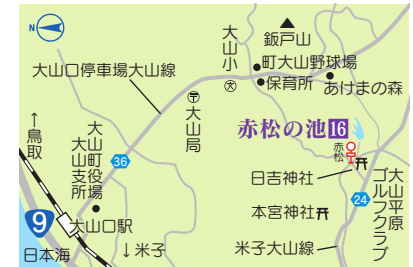 N
大山小
鈑戸山
町大山野球場
保育所
あけまの森
大山口停車場大山線
〒
大山局
文
赤松の池16
赤松
↑鳥取
36
大山町役場
大山支所
日吉神社
24
大山平原
ゴルフクラブ
本宮神社
9
大山口駅
日本海
↓米子
米子大山線